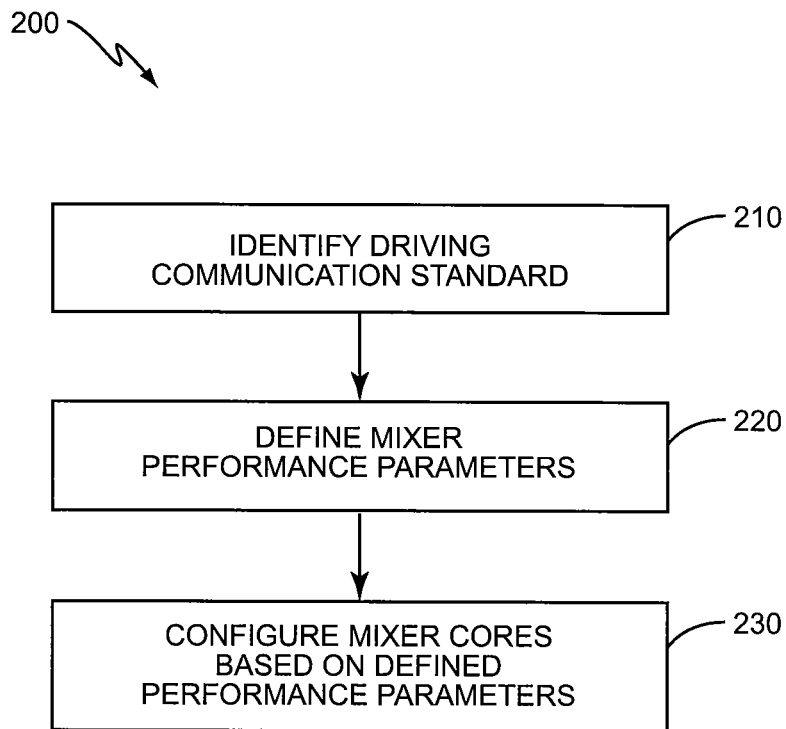 200
210
IDENTIFY DRIVING
COMMUNICATION STANDARD
220
DEFINE MIXER
PERFORMANCE PARAMETERS
230
CONFIGURE MIXER CORES
BASED ON DEFINED
PERFORMANCE PARAMETERS